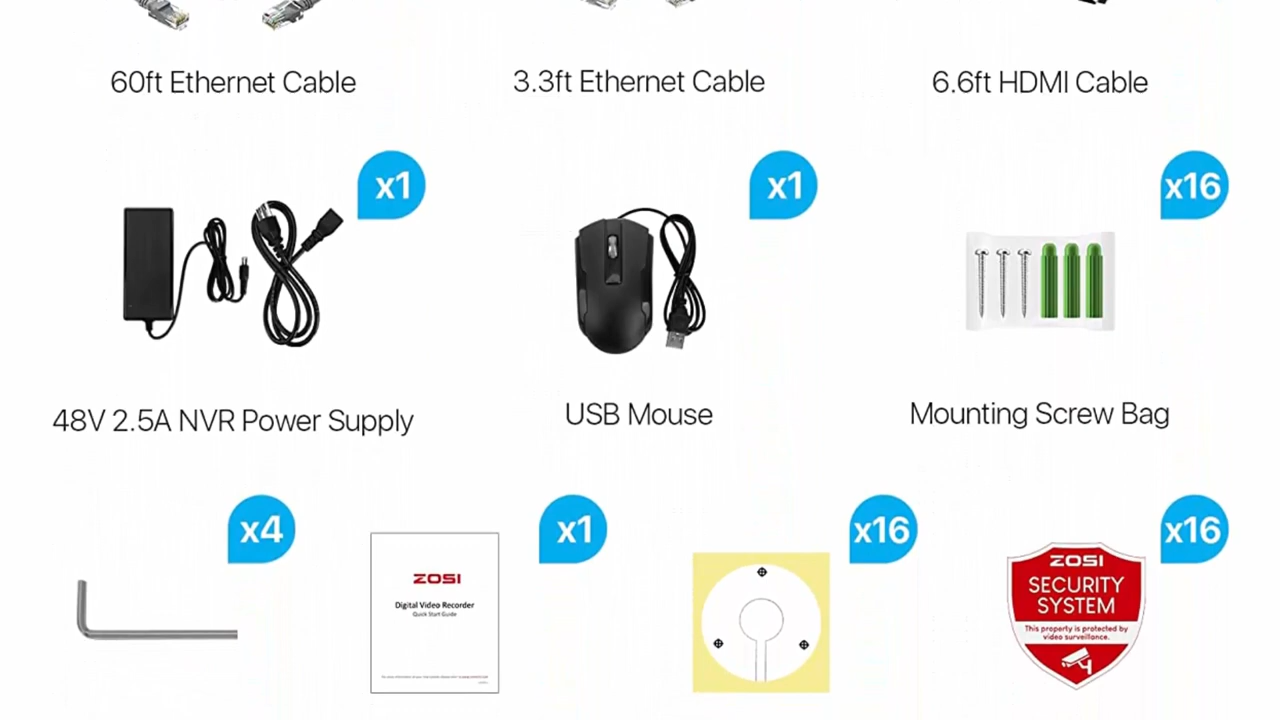 60ft Ethernet Cable
3.3ft Ethernet Cable
6.6ft HDMI Cable
x1
x1
x16
48V 2.5A NVR Power Supply
USB Mouse
Mounting Screw Bag
x4
x1
x16
x16
ZOSI
Digital Video Recorder
Quick Start Guide
ZOSI
SECURITY
SYSTEM
This property is protected by
video surveillance.